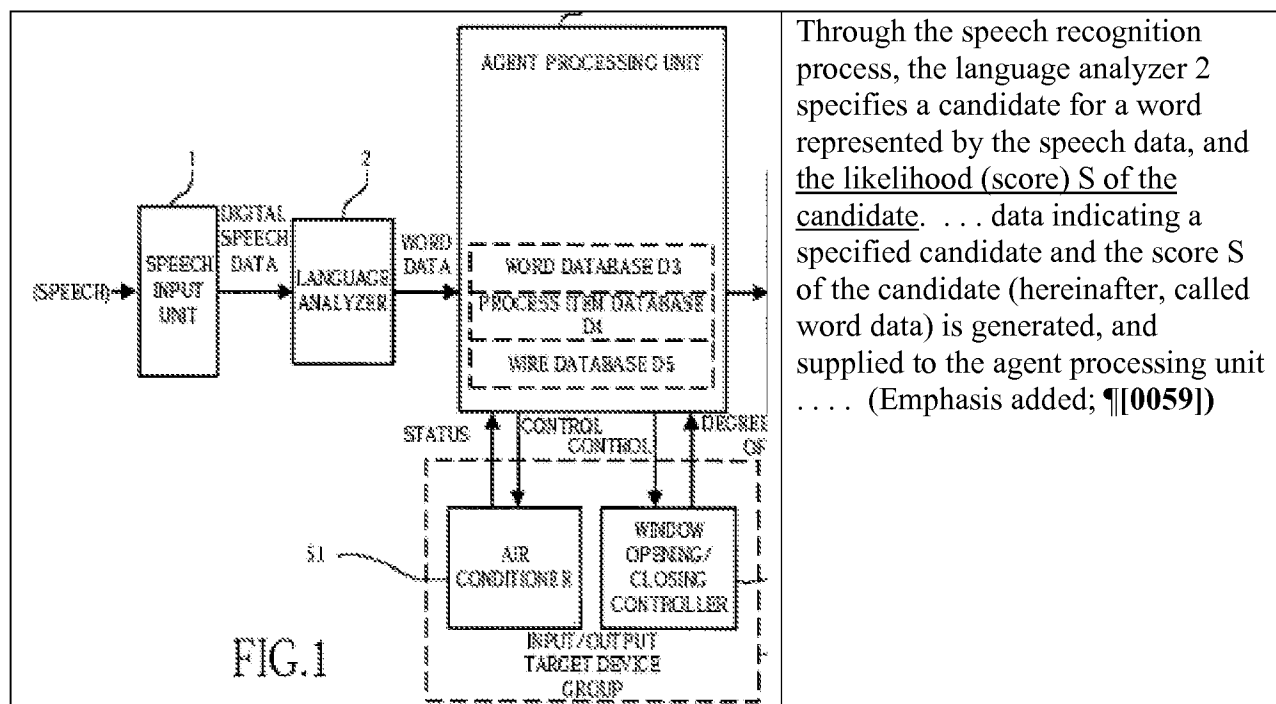 AGENT PROCESSING UNIT
1
2
DIGITAL
SPEECH
DATA
WORD
DATA
(SPEECH)
SPEECH
INPUT
UNIT
LANGUAGE
ANALYZER
WORD DATABASE D3
PROCESS ITEM DATABASE
D4
WIRE DATABASE D5
STATUS
CONTROL
CONTROL
DEGREE
OF
51
AIR
CONDITIONER
WINDOW
OPENING/
CLOSING
CONTROLLER
INPUT/OUTPUT
TARGET DEVICE
GROUP
FIG.1
Through the speech recognition
process, the language analyzer 2
specifies a candidate for a word
represented by the speech data, and
the likelihood (score) S of the
candidate. . . . data indicating a
specified candidate and the score S
of the candidate (hereinafter, called
word data) is generated, and
supplied to the agent processing unit
. . . . (Emphasis added; ¶[0059])